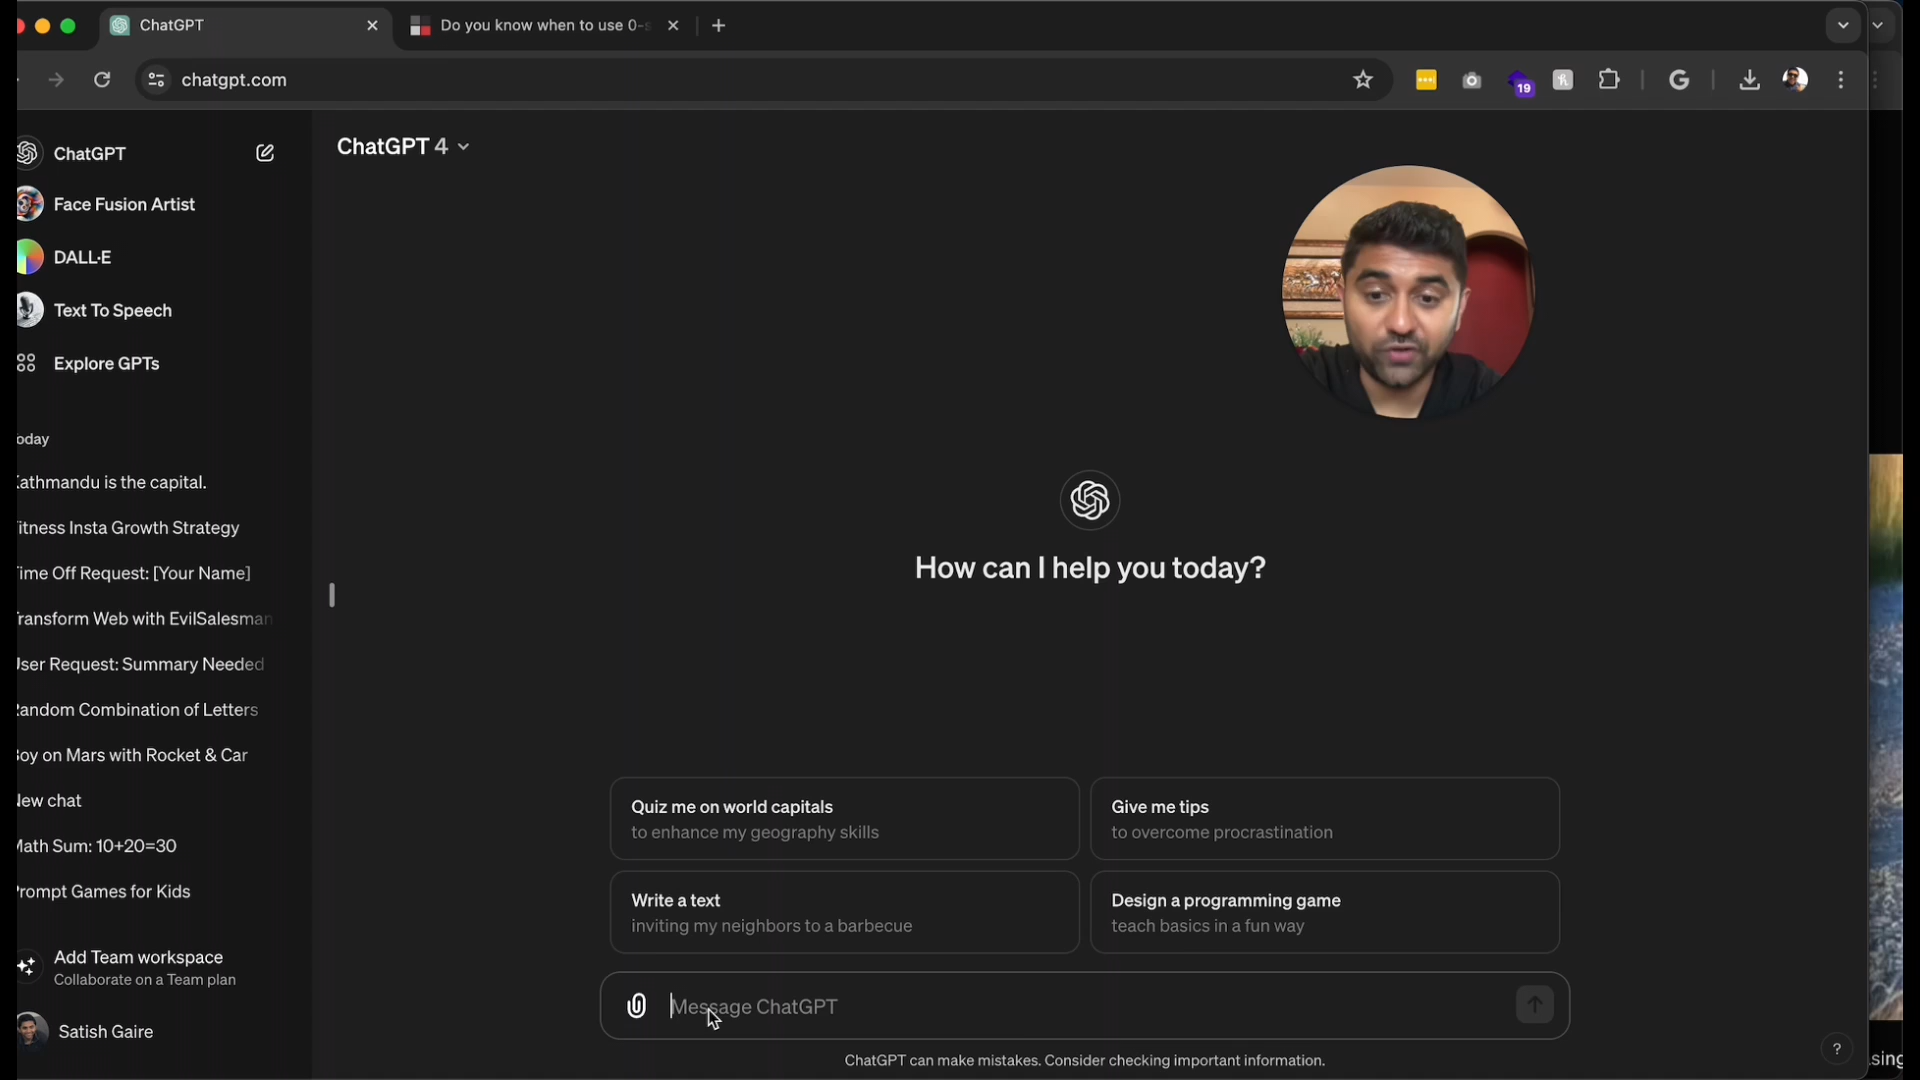 ChatGPT
Do you know when to use 0-s
chatgpt.com
19
ChatGPT
Face Fusion Artist
DALL·E
Text To Speech
Explore GPTs
oday
athmandu is the capital.
itness Insta Growth Strategy
ime Off Request: [Your Name]
ransform Web with EvilSalesman
ser Request: Summary Needed
andom Combination of Letters
oy on Mars with Rocket & Car
ew chat
ath Sum: 10+20=30
rompt Games for Kids
Add Team workspace
Collaborate on a Team plan
Satish Gaire
ChatGPT 4
How can I help you today?
Quiz me on world capitals
to enhance my geography skills
Give me tips
to overcome procrastination
Write a text
inviting my neighbors to a barbecue
Design a programming game
teach basics in a fun way
Message ChatGPT
ChatGPT can make mistakes. Consider checking important information.
?